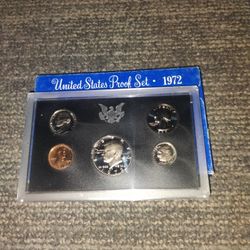 United States Proof Set · 1972